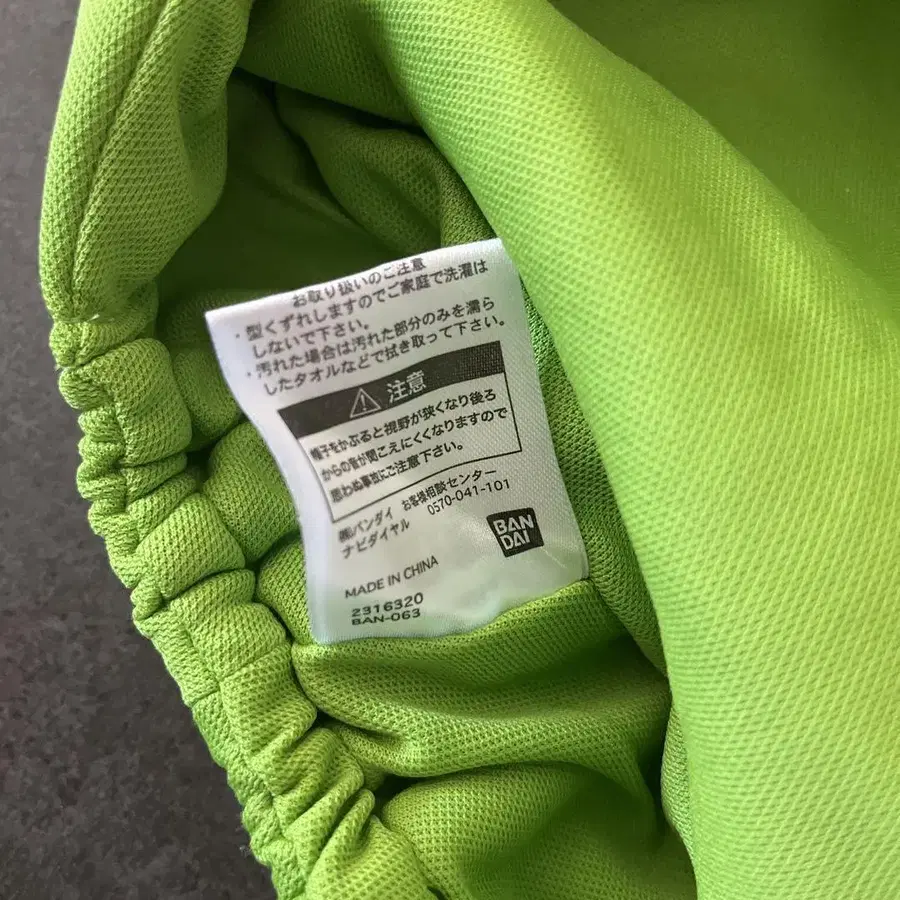 お取り扱いのご注意
・型くずれしますのでご家庭で洗濯は
しないで下さい。
・汚れた場合は汚れた部分のみを濡ら
したタオルなどで拭き取って下さい。
注意
帽子をかぶると視野が狭くなり後ろ
からの音が聞こえにくくなりますので
思わぬ事故にご注意下さい。
㈱バンダイ お客様相談センター
ナビダイヤル 0570-041-101
BAN
DAI
MADE IN CHINA
2316320
BAN-063